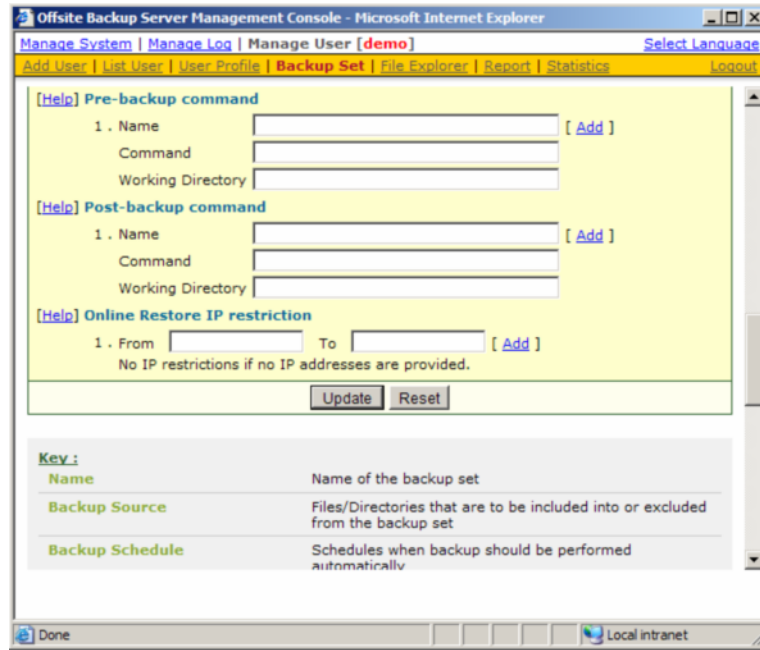 Offsite Backup Server Management Console - Microsoft Internet Explorer
Manage System | Manage Log | Manage User [demo] Select Language
Add User | List User | User Profile | Backup Set | File Explorer | Report | Statistics Logout
[Help] Pre-backup command
1 . Name [ Add ]
Command
Working Directory
[Help] Post-backup command
1 . Name [ Add ]
Command
Working Directory
[Help] Online Restore IP restriction
1 . From To [ Add ]
No IP restrictions if no IP addresses are provided.
Update Reset
Key :
Name Name of the backup set
Backup Source Files/Directories that are to be included into or excluded
from the backup set
Backup Schedule Schedules when backup should be performed
automatically
Done Local intranet